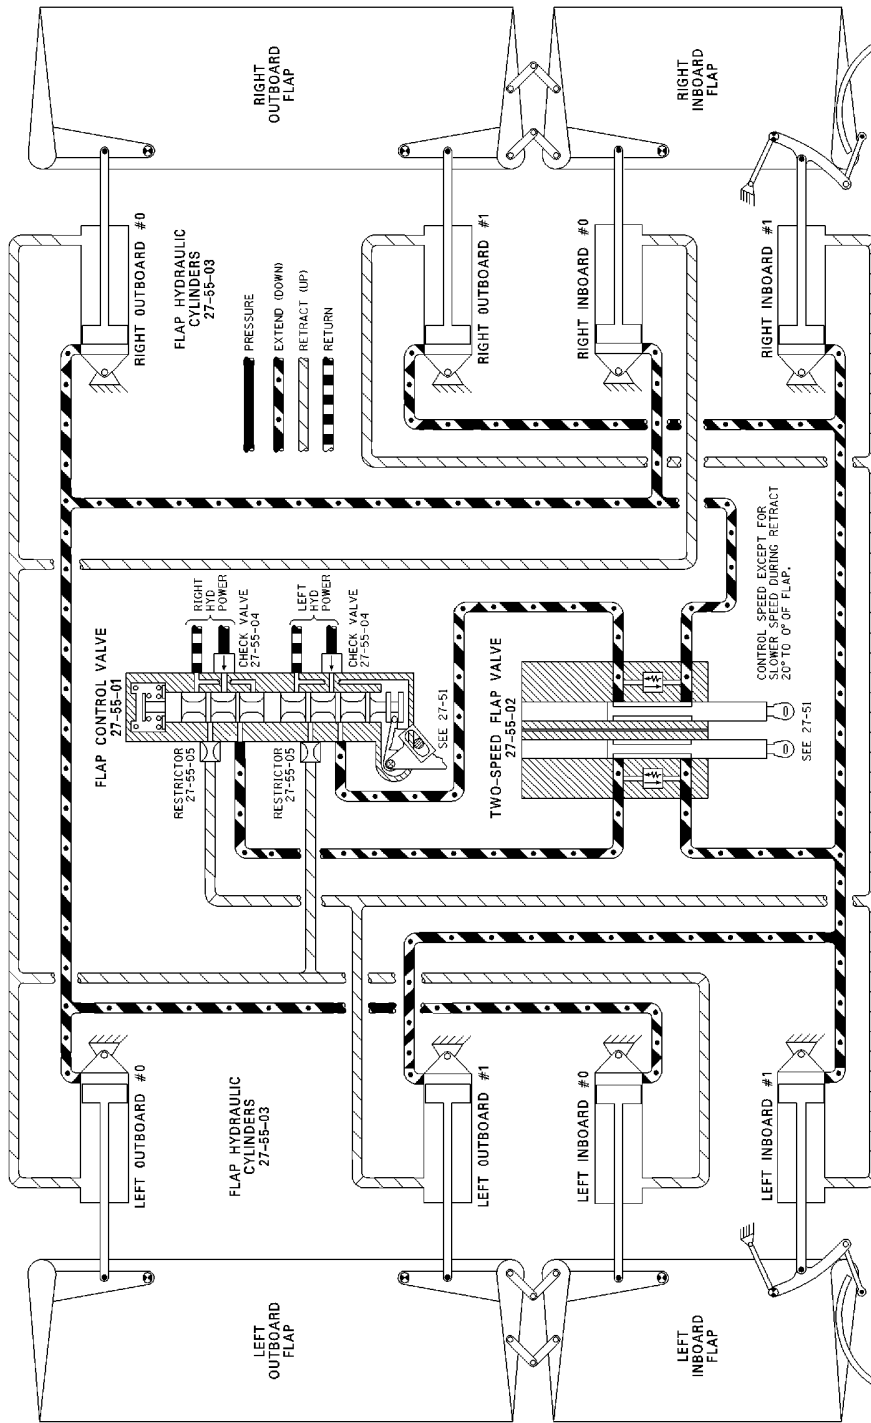 RIGHT
OUTBOARD
FLAP
RIGHT
INBOARD
FLAP
RIGHT OUTBOARD #0
FLAP HYDRAULIC
CYLINDERS
27-55-03
PRESSURE
EXTEND (DOWN)
RETRACT (UP)
RETURN
RIGHT OUTBOARD #1
RIGHT INBOARD #0
RIGHT INBOARD #1
FLAP CONTROL VALVE
27-55-01
RIGHT
HYD
POWER
CHECK VALVE
27-55-04
LEFT
HYD
POWER
CHECK VALVE
27-55-04
RESTRICTOR
27-55-05
RESTRICTOR
27-55-05
SEE 27-51
TWO-SPEED FLAP VALVE
27-55-02
CONTROL SPEED EXCEPT FOR
SLOWER SPEED DURING RETRACT
20° TO 0° OF FLAP.
SEE 27-51
LEFT OUTBOARD #0
FLAP HYDRAULIC
CYLINDERS
27-55-03
LEFT OUTBOARD #1
LEFT INBOARD #0
LEFT INBOARD #1
LEFT
OUTBOARD
FLAP
LEFT
INBOARD
FLAP